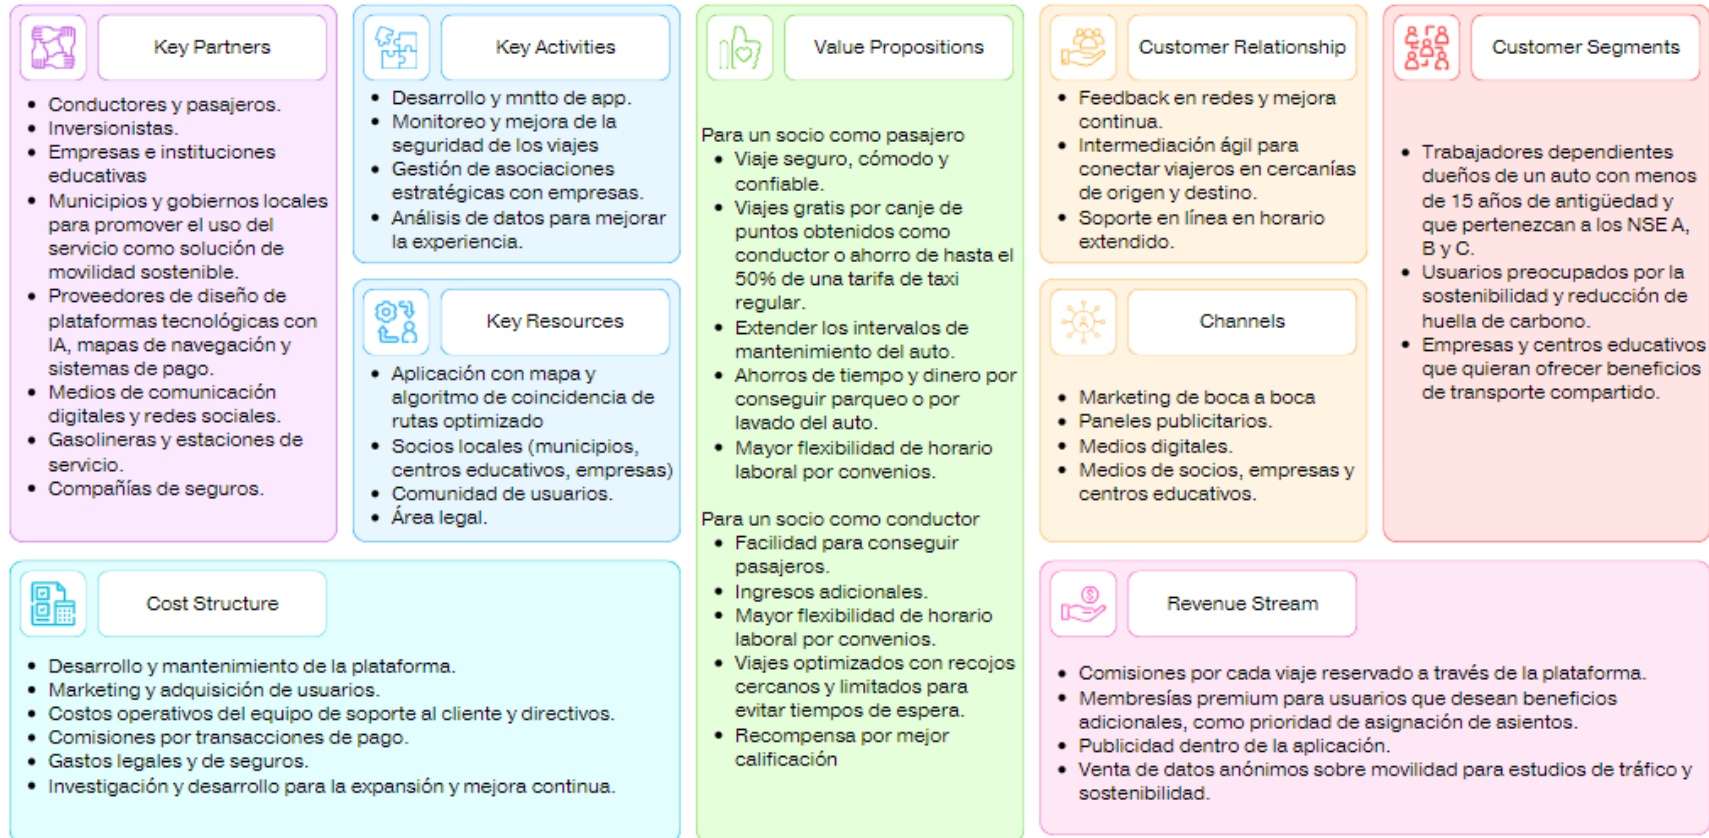 Key Partners
• Conductores y pasajeros.
• Inversionistas.
• Empresas e instituciones
educativas
• Municipios y gobiernos locales
para promover el uso del
servicio como solución de
movilidad sostenible.
• Proveedores de diseño de
plataformas tecnológicas con
IA, mapas de navegación y
sistemas de pago.
• Medios de comunicación
digitales y redes sociales.
• Gasolineras y estaciones de
servicio.
• Compañías de seguros.
Key Activities
• Desarrollo y mntto de app.
• Monitoreo y mejora de la
seguridad de los viajes
• Gestión de asociaciones
estratégicas con empresas.
• Análisis de datos para mejorar
la experiencia.
Key Resources
• Aplicación con mapa y
algoritmo de coincidencia de
rutas optimizado
• Socios locales (municipios,
centros educativos, empresas)
• Comunidad de usuarios.
• Área legal.
Value Propositions
Para un socio como pasajero
• Viaje seguro, cómodo y
confiable.
• Viajes gratis por canje de
puntos obtenidos como
conductor o ahorro de hasta el
50% de una tarifa de taxi
regular.
• Extender los intervalos de
mantenimiento del auto.
• Ahorros de tiempo y dinero por
conseguir parqueo o por
lavado del auto.
• Mayor flexibilidad de horario
laboral por convenios.
Para un socio como conductor
• Facilidad para conseguir
pasajeros.
• Ingresos adicionales.
• Mayor flexibilidad de horario
laboral por convenios.
• Viajes optimizados con recojos
cercanos y limitados para
evitar tiempos de espera.
• Recompensa por mejor
calificación
Customer Relationship
• Feedback en redes y mejora
continua.
• Intermediación ágil para
conectar viajeros en cercanías
de origen y destino.
• Soporte en línea en horario
extendido.
Channels
• Marketing de boca a boca
• Paneles publicitarios.
• Medios digitales.
• Medios de socios, empresas y
centros educativos.
Customer Segments
• Trabajadores dependientes
dueños de un auto con menos
de 15 años de antigüedad y
que pertenezcan a los NSE A,
B y C.
• Usuarios preocupados por la
sostenibilidad y reducción de
huella de carbono.
• Empresas y centros educativos
que quieran ofrecer beneficios
de transporte compartido.
Cost Structure
• Desarrollo y mantenimiento de la plataforma.
• Marketing y adquisición de usuarios.
• Costos operativos del equipo de soporte al cliente y directivos.
• Comisiones por transacciones de pago.
• Gastos legales y de seguros.
• Investigación y desarrollo para la expansión y mejora continua.
Revenue Stream
• Comisiones por cada viaje reservado a través de la plataforma.
• Membresías premium para usuarios que desean beneficios
adicionales, como prioridad de asignación de asientos.
• Publicidad dentro de la aplicación.
• Venta de datos anónimos sobre movilidad para estudios de tráfico y
sostenibilidad.